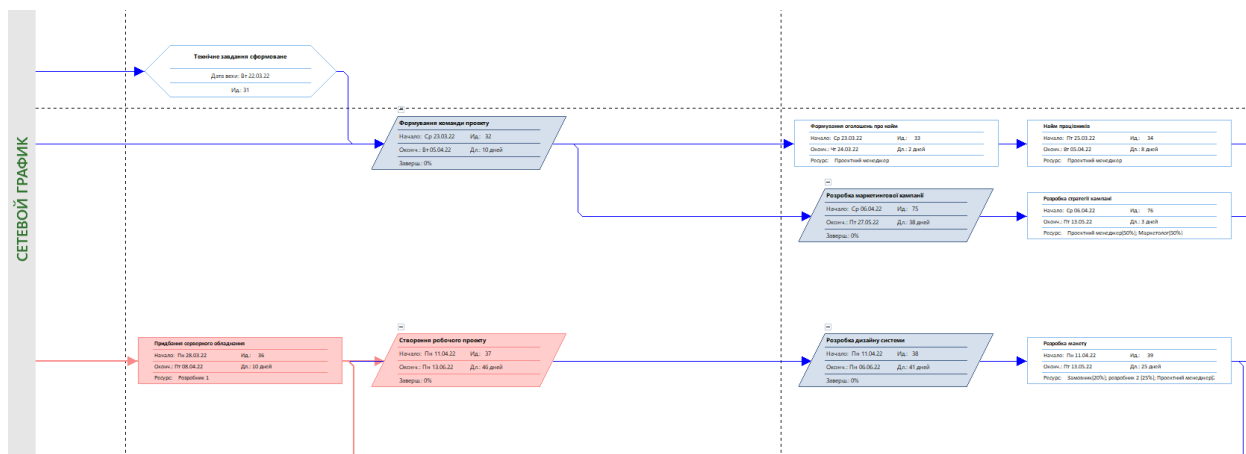 СЕТЕВОЙ ГРАФИК
Технічне завдання сформоване
Дата вехи: Вт 22.03.22
Ид.: 31
Формування команди проекту
Начало: Ср 23.03.22 Ид.: 32
Оконч.: Вт 05.04.22 Дл.: 10 дней
Заверш.: 0%
Формування оголошень про найм
Начало: Ср 23.03.22 Ид.: 33
Оконч.: Чт 24.03.22 Дл.: 2 дней
Ресурс: Проектний менеджер
Найм працівників
Начало: Пт 25.03.22 Ид.: 34
Оконч.: Вт 05.04.22 Дл.: 8 дней
Ресурс: Проектний менеджер
Розробка маркетингової кампанії
Начало: Ср 06.04.22 Ид.: 75
Оконч.: Пт 27.05.22 Дл.: 38 дней
Заверш.: 0%
Розробка стратегії кампанії
Начало: Ср 06.04.22 Ид.: 76
Оконч.: Пт 13.05.22 Дл.: 3 дней
Ресурс: Проектний менеджер[50%]; Маркетолог[50%]
Придбання серверного обладнання
Начало: Пн 28.03.22 Ид.: 36
Оконч.: Пт 08.04.22 Дл.: 10 дней
Ресурс: Розробник 1
Створення робочого проекту
Начало: Пн 11.04.22 Ид.: 37
Оконч.: Пн 13.06.22 Дл.: 46 дней
Заверш.: 0%
Розробка дизайну системи
Начало: Пн 11.04.22 Ид.: 38
Оконч.: Пн 06.06.22 Дл.: 41 дней
Заверш.: 0%
Розробка макету
Начало: Пн 11.04.22 Ид.: 39
Оконч.: Пт 13.05.22 Дл.: 25 дней
Ресурс: Замовник[20%]; розробник 2 [25%]; Проектний менеджер[;